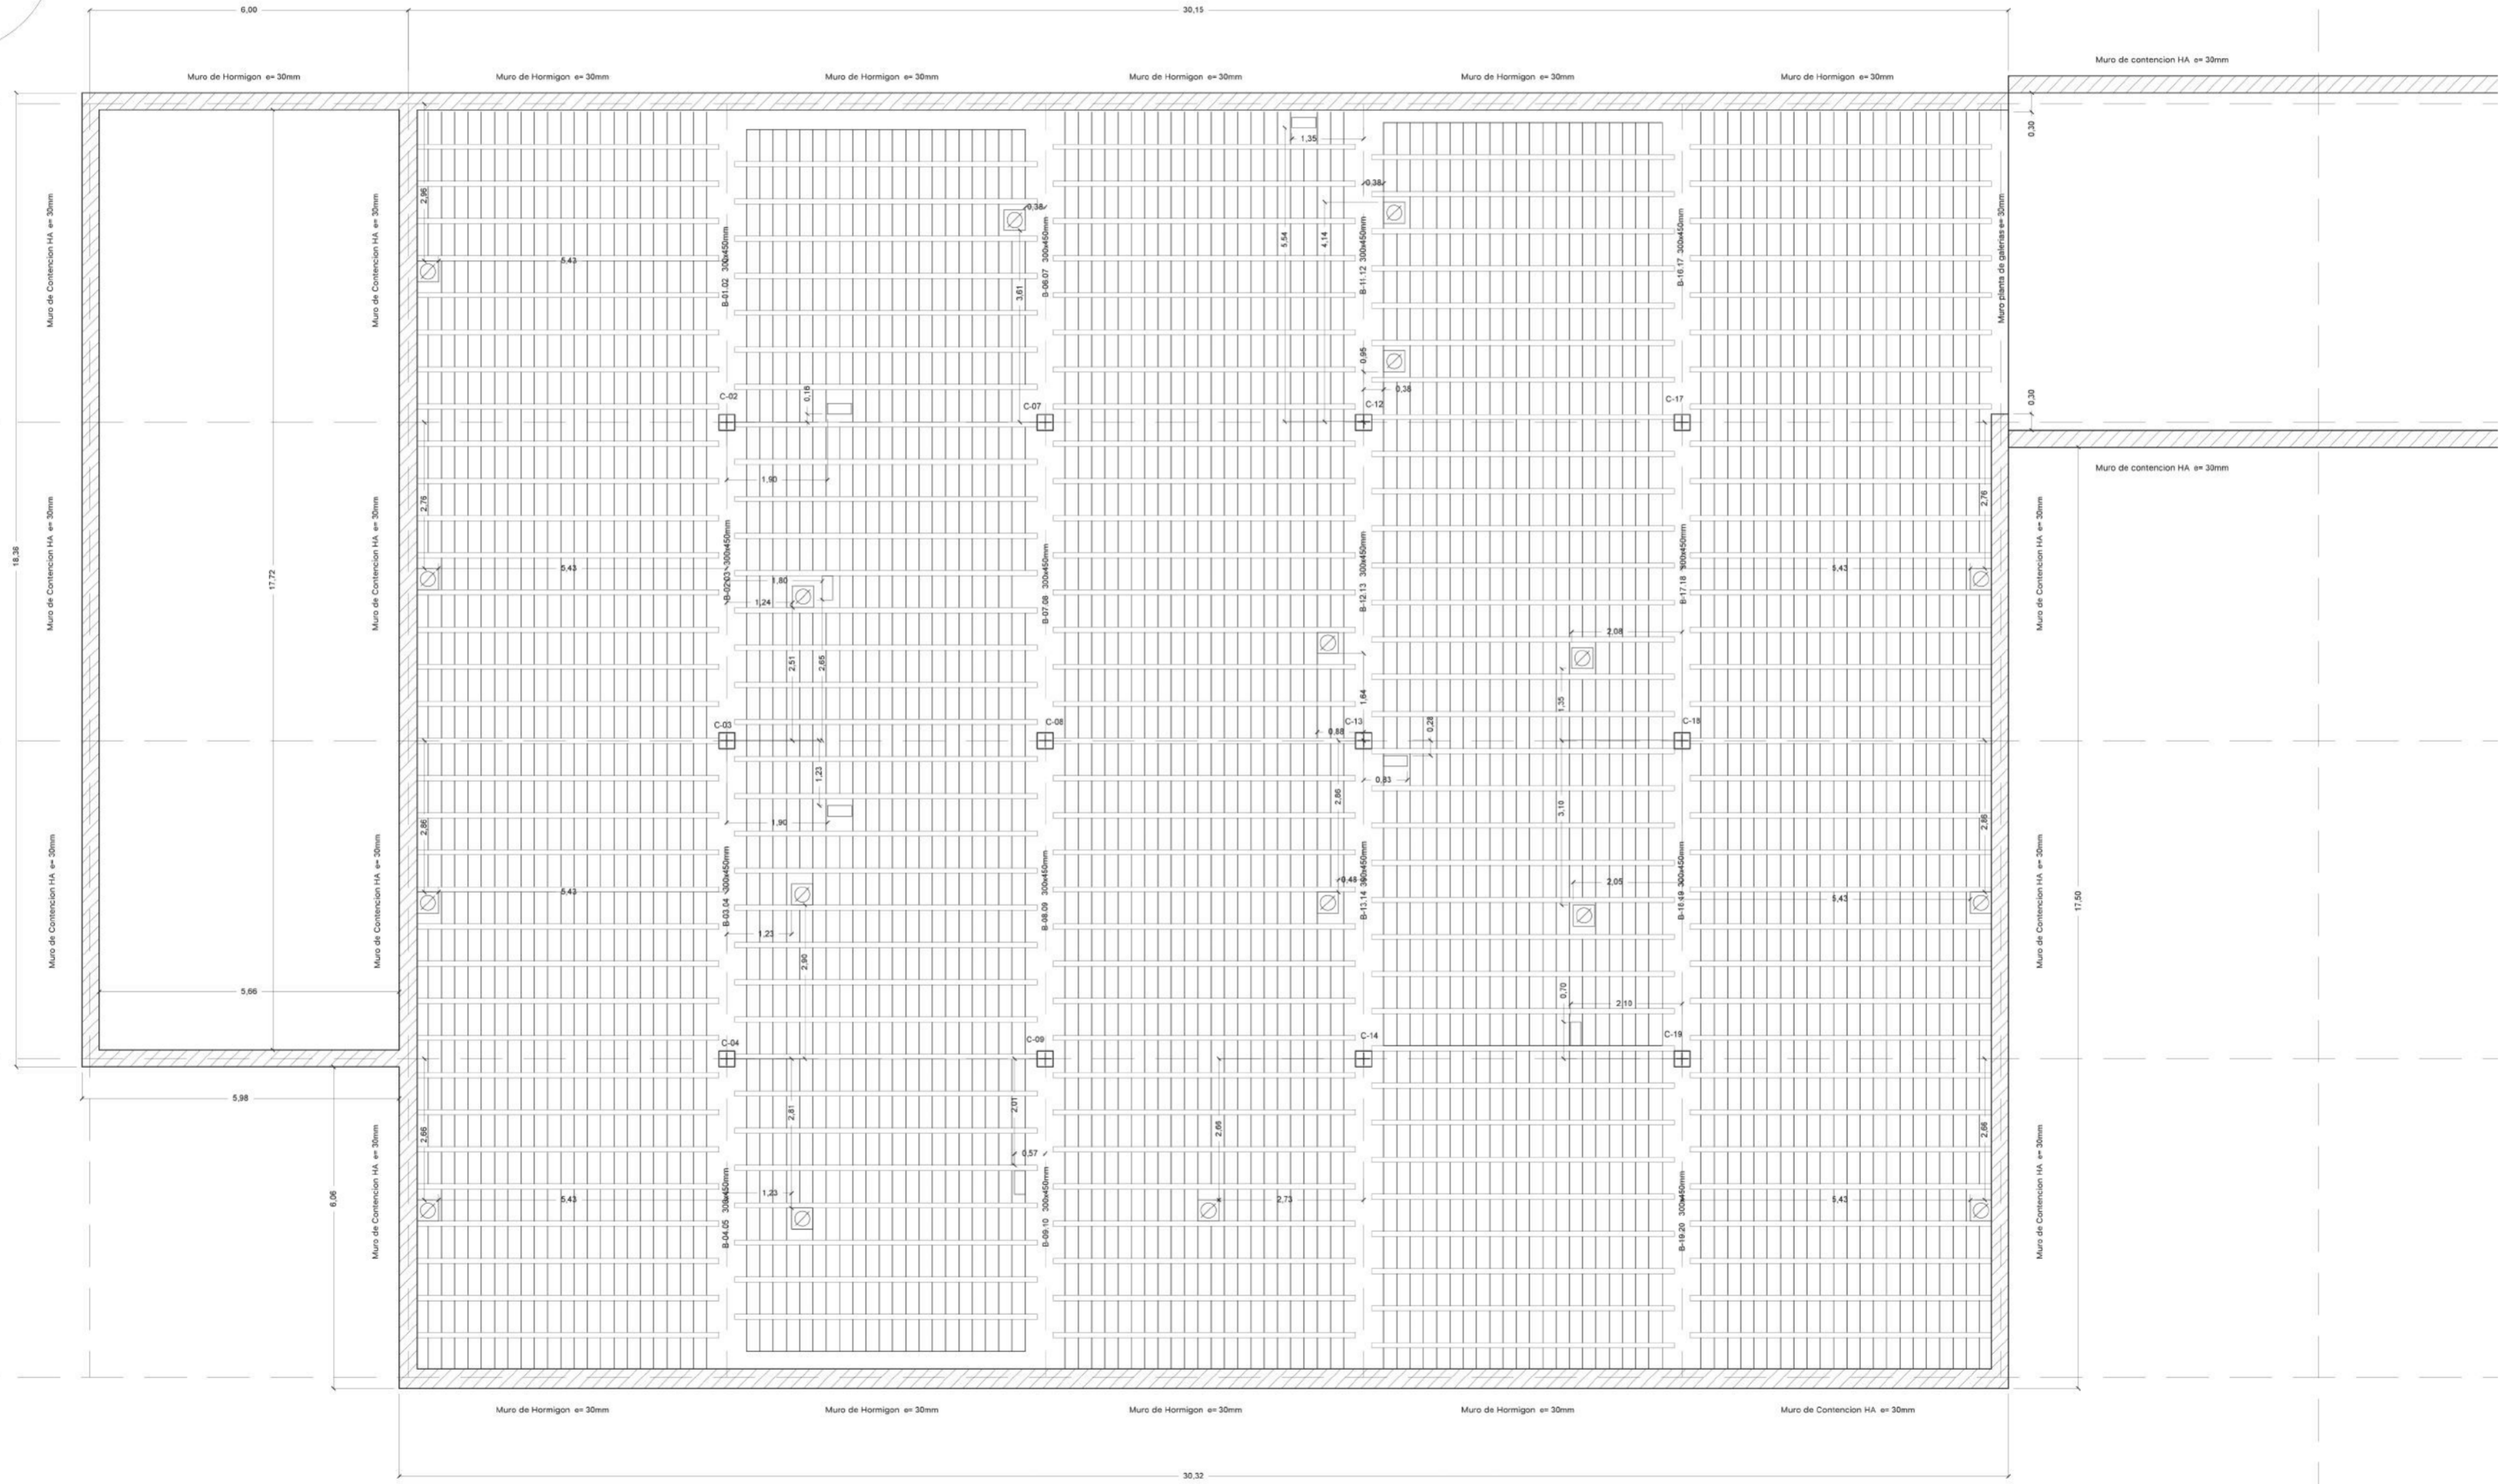 6,00
30,15
Muro de contencion HA e= 30mm
Muro de Hormigon e= 30mm
Muro de Hormigon e= 30mm
Muro de Hormigon e= 30mm
Muro de Hormigon e= 30mm
Muro de Hormigon e= 30mm
Muro de Hormigon e= 30mm
0,30
1,35
2,96
0,38
0,38
Muro de Contencion HA e= 30mm
Muro de Contencion HA e= 30mm
5,43
B-01.02 300x450mm
3,61
B-06.07 300x450mm
5,54
4,14
B-11.12 300x450mm
B-16.17 300x450mm
Muro planta de galerias e= 30mm
0,95
0,38
0,16
C-02
C-07
C-12
C-17
0,30
Muro de contencion HA e= 30mm
1,90
2,76
2,76
18,36
17,72
Muro de Contencion HA e= 30mm
Muro de Contencion HA e= 30mm
5,43
B-02.03 300x450mm
1,80
1,24
B-07.08 300x450mm
B-12.13 300x450mm
B-17.18 300x450mm
5,43
Muro de Contencion HA e= 30mm
2,08
2,51
2,65
1,64
1,35
C-03
C-08
C-13
C-18
0,88
0,28
0,83
1,23
1,90
2,86
2,86
3,10
2,86
Muro de Contencion HA e= 30mm
Muro de Contencion HA e= 30mm
5,43
B-03.04 300x450mm
B-08.09 300x450mm
0,48
B-13.14 300x450mm
2,05
B-18.19 300x450mm
5,43
Muro de Contencion HA e= 30mm
17,50
1,23
2,90
5,66
0,70
2,10
C-04
C-09
C-14
C-19
5,98
2,66
2,81
2,01
2,66
2,66
0,57
6,06
Muro de Contencion HA e= 30mm
5,43
B-04.05 300x450mm
1,23
B-09.10 300x450mm
2,73
B-19.20 300x450mm
5,43
Muro de Contencion HA e= 30mm
Muro de Hormigon e= 30mm
Muro de Hormigon e= 30mm
Muro de Hormigon e= 30mm
Muro de Hormigon e= 30mm
Muro de Contencion HA e= 30mm
30,32